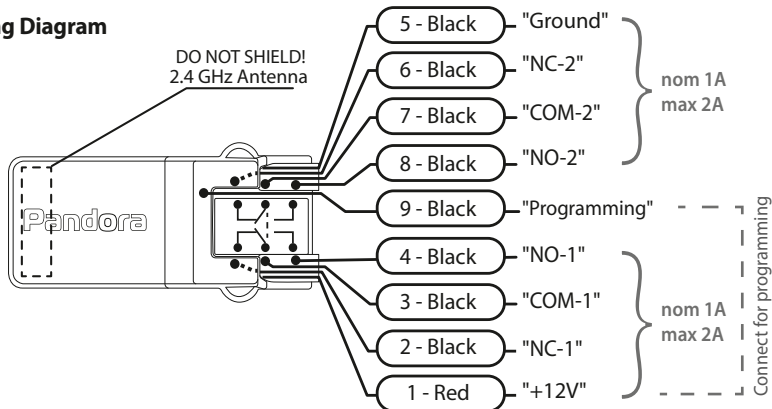 g Diagram
DO NOT SHIELD!
2.4 GHz Antenna
Pandora
5 - Black "Ground"
6 - Black "NC-2"
7 - Black "COM-2"
8 - Black "NO-2"
nom 1A
max 2A
9 - Black "Programming"
4 - Black "NO-1"
3 - Black "COM-1"
2 - Black "NC-1"
1 - Red "+12V"
nom 1A
max 2A
Connect for programming